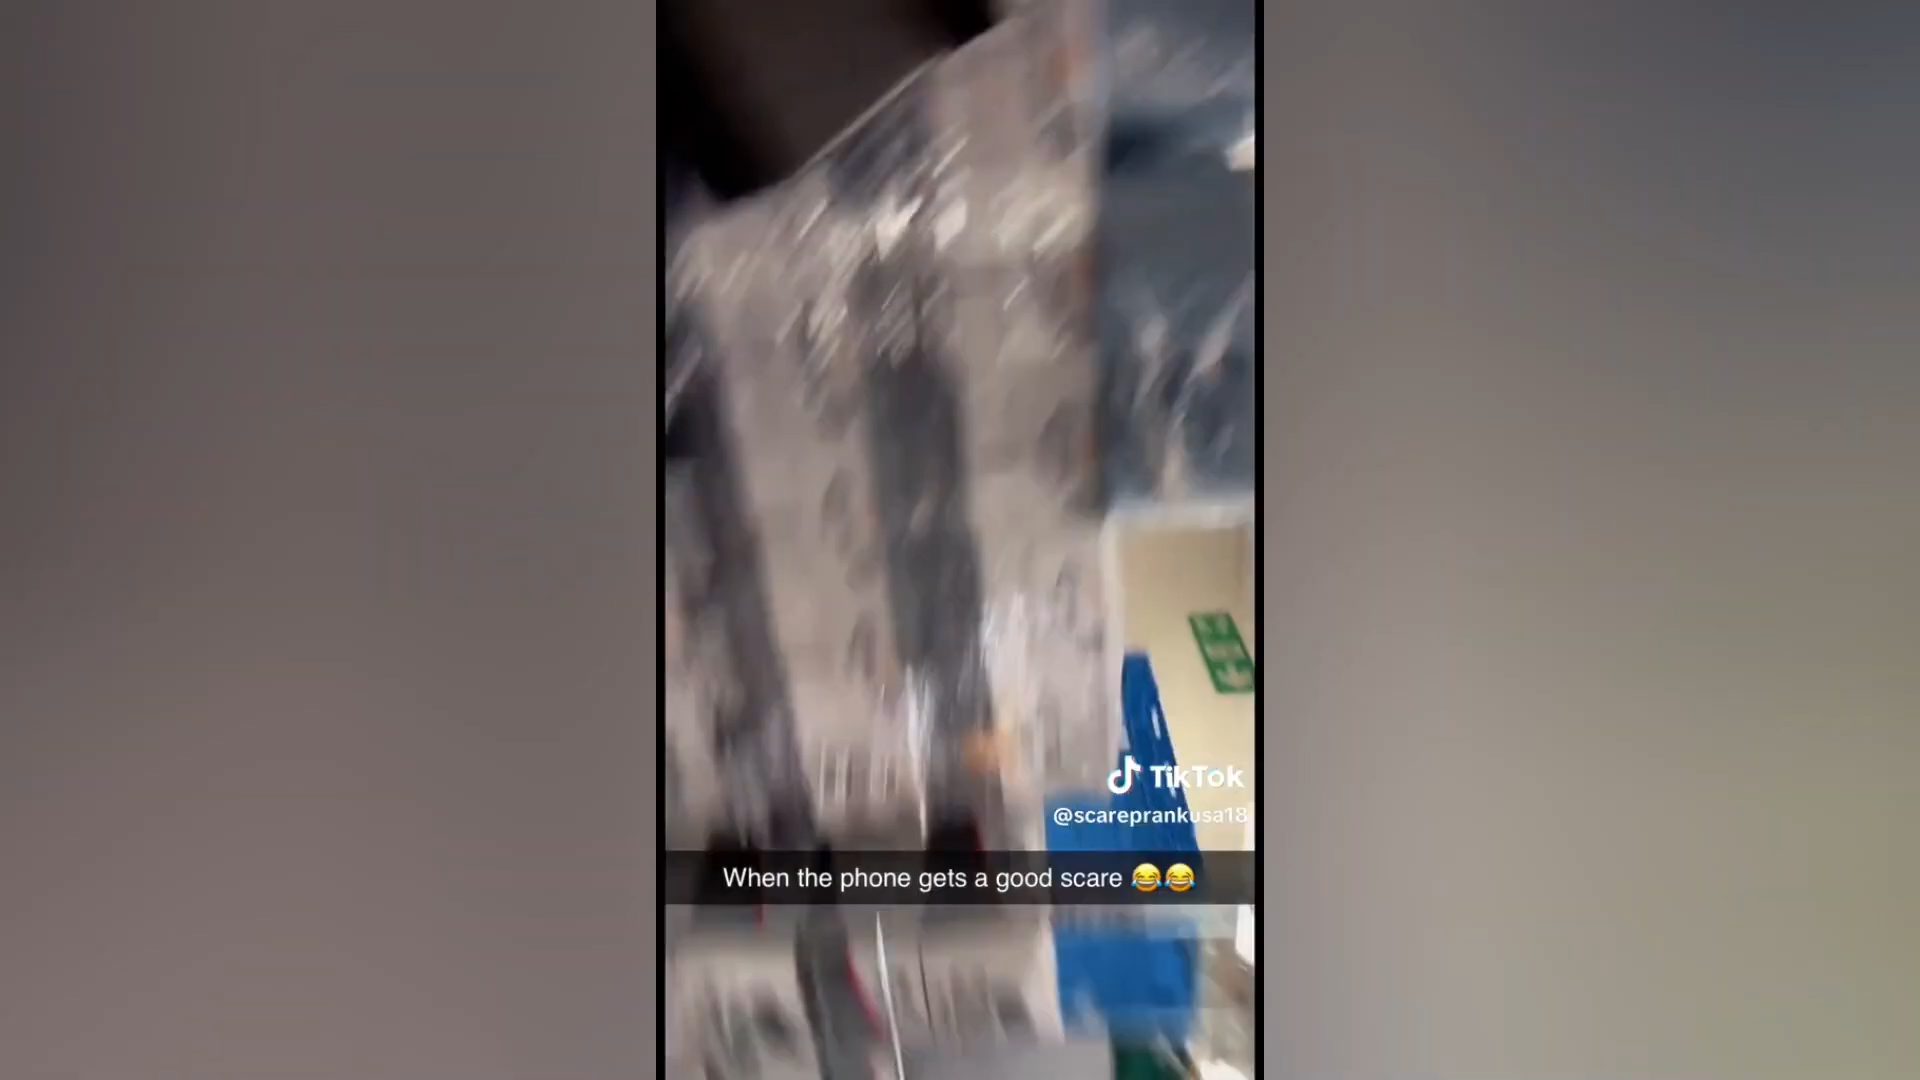 TikTok
@scareprankusa18
When the phone gets a good scare 😂😂